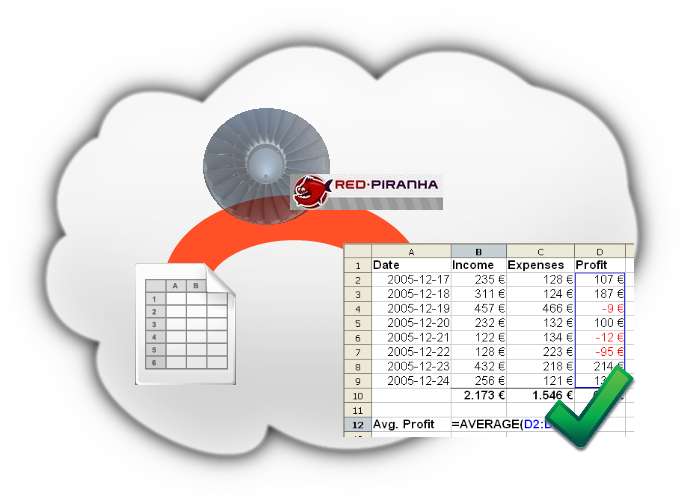 RED·PIRANHA
A B
1
2
3
4
5
6
A B C D
1 Date Income Expenses Profit
2 2005-12-17 235 € 128 € 107 €
3 2005-12-18 311 € 124 € 187 €
4 2005-12-19 457 € 466 € -9 €
5 2005-12-20 232 € 132 € 100 €
6 2005-12-21 122 € 134 € -12 €
7 2005-12-22 128 € 223 € -95 €
8 2005-12-23 432 € 218 € 214
9 2005-12-24 256 € 121 €
10 2.173 € 1.546 €
11
12 Avg. Profit =AVERAGE(D2: